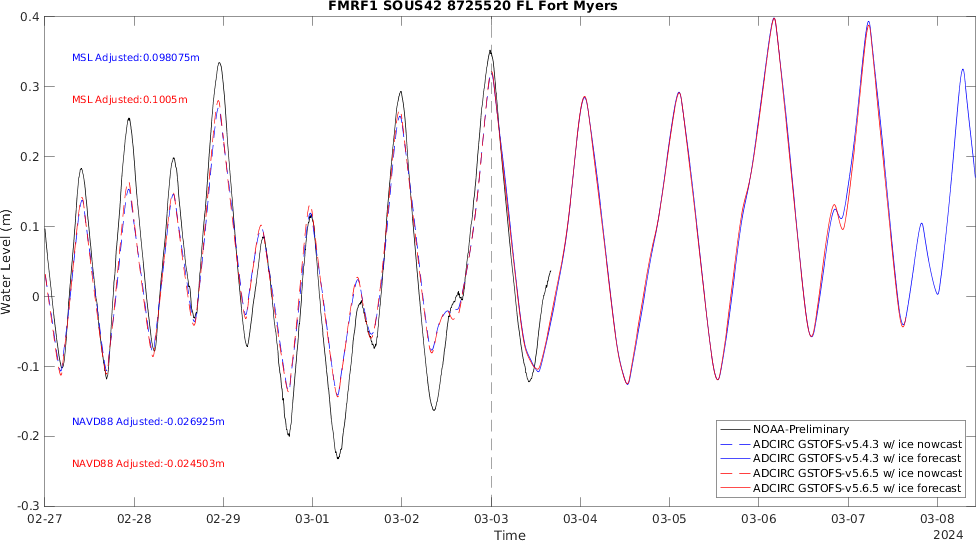 FMRF1 SOUS42 8725520 FL Fort Myers
0.4
0.3
0.2
0.1
0
-0.1
-0.2
-0.3
Water Level (m)
MSL Adjusted:0.098075m
MSL Adjusted:0.1005m
NAVD88 Adjusted:-0.026925m
NAVD88 Adjusted:-0.024503m
NOAA-Preliminary
ADCIRC GSTOFS-v5.4.3 w/ ice nowcast
ADCIRC GSTOFS-v5.4.3 w/ ice forecast
ADCIRC GSTOFS-v5.6.5 w/ ice nowcast
ADCIRC GSTOFS-v5.6.5 w/ ice forecast
02-27 02-28 02-29 03-01 03-02 03-03 03-04 03-05 03-06 03-07 03-08
Time 2024